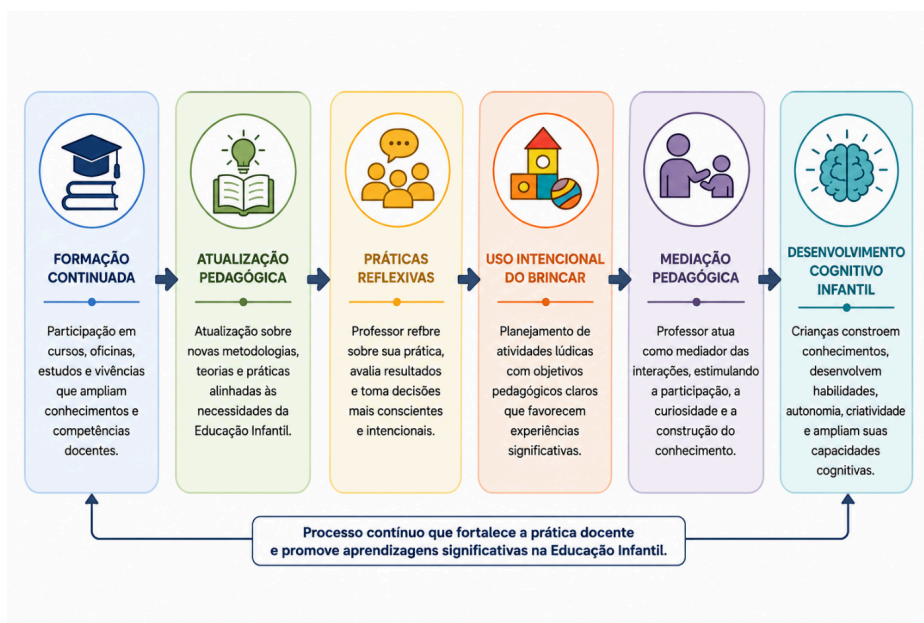 FORMAÇÃO
CONTINUADA
Participação em
cursos, oficinas,
estudos e vivências
que ampliam
conhecimentos e
competências
docentes.
ATUALIZAÇÃO
PEDAGÓGICA
Atualização sobre
novas metodologias,
teorias e práticas
alinhadas às
necessidades da
Educação Infantil.
PRÁTICAS
REFLEXIVAS
Professor refbre
sobre sua prática,
avalia resultados
e toma decisões
mais conscientes
e intencionais.
USO INTENCIONAL
DO BRINCAR
Planejamento de
atividades lúdicas
com objetivos
pedagógicos claros
que favorecem
experiências
significativas.
MEDIAÇÃO
PEDAGÓGICA
Professor atua
como mediador das
interações, estimulando
a participação, a
curiosidade e a
construção do
conhecimento.
DESENVOLVIMENTO
COGNITIVO
INFANTIL
Crianças constroem
conhecimentos,
desenvolvem
habilidades,
autonomia, criatividade
e ampliam suas
capacidades
cognitivas.
Processo contínuo que fortalece a prática docente
e promove aprendizagens significativas na Educação Infantil.